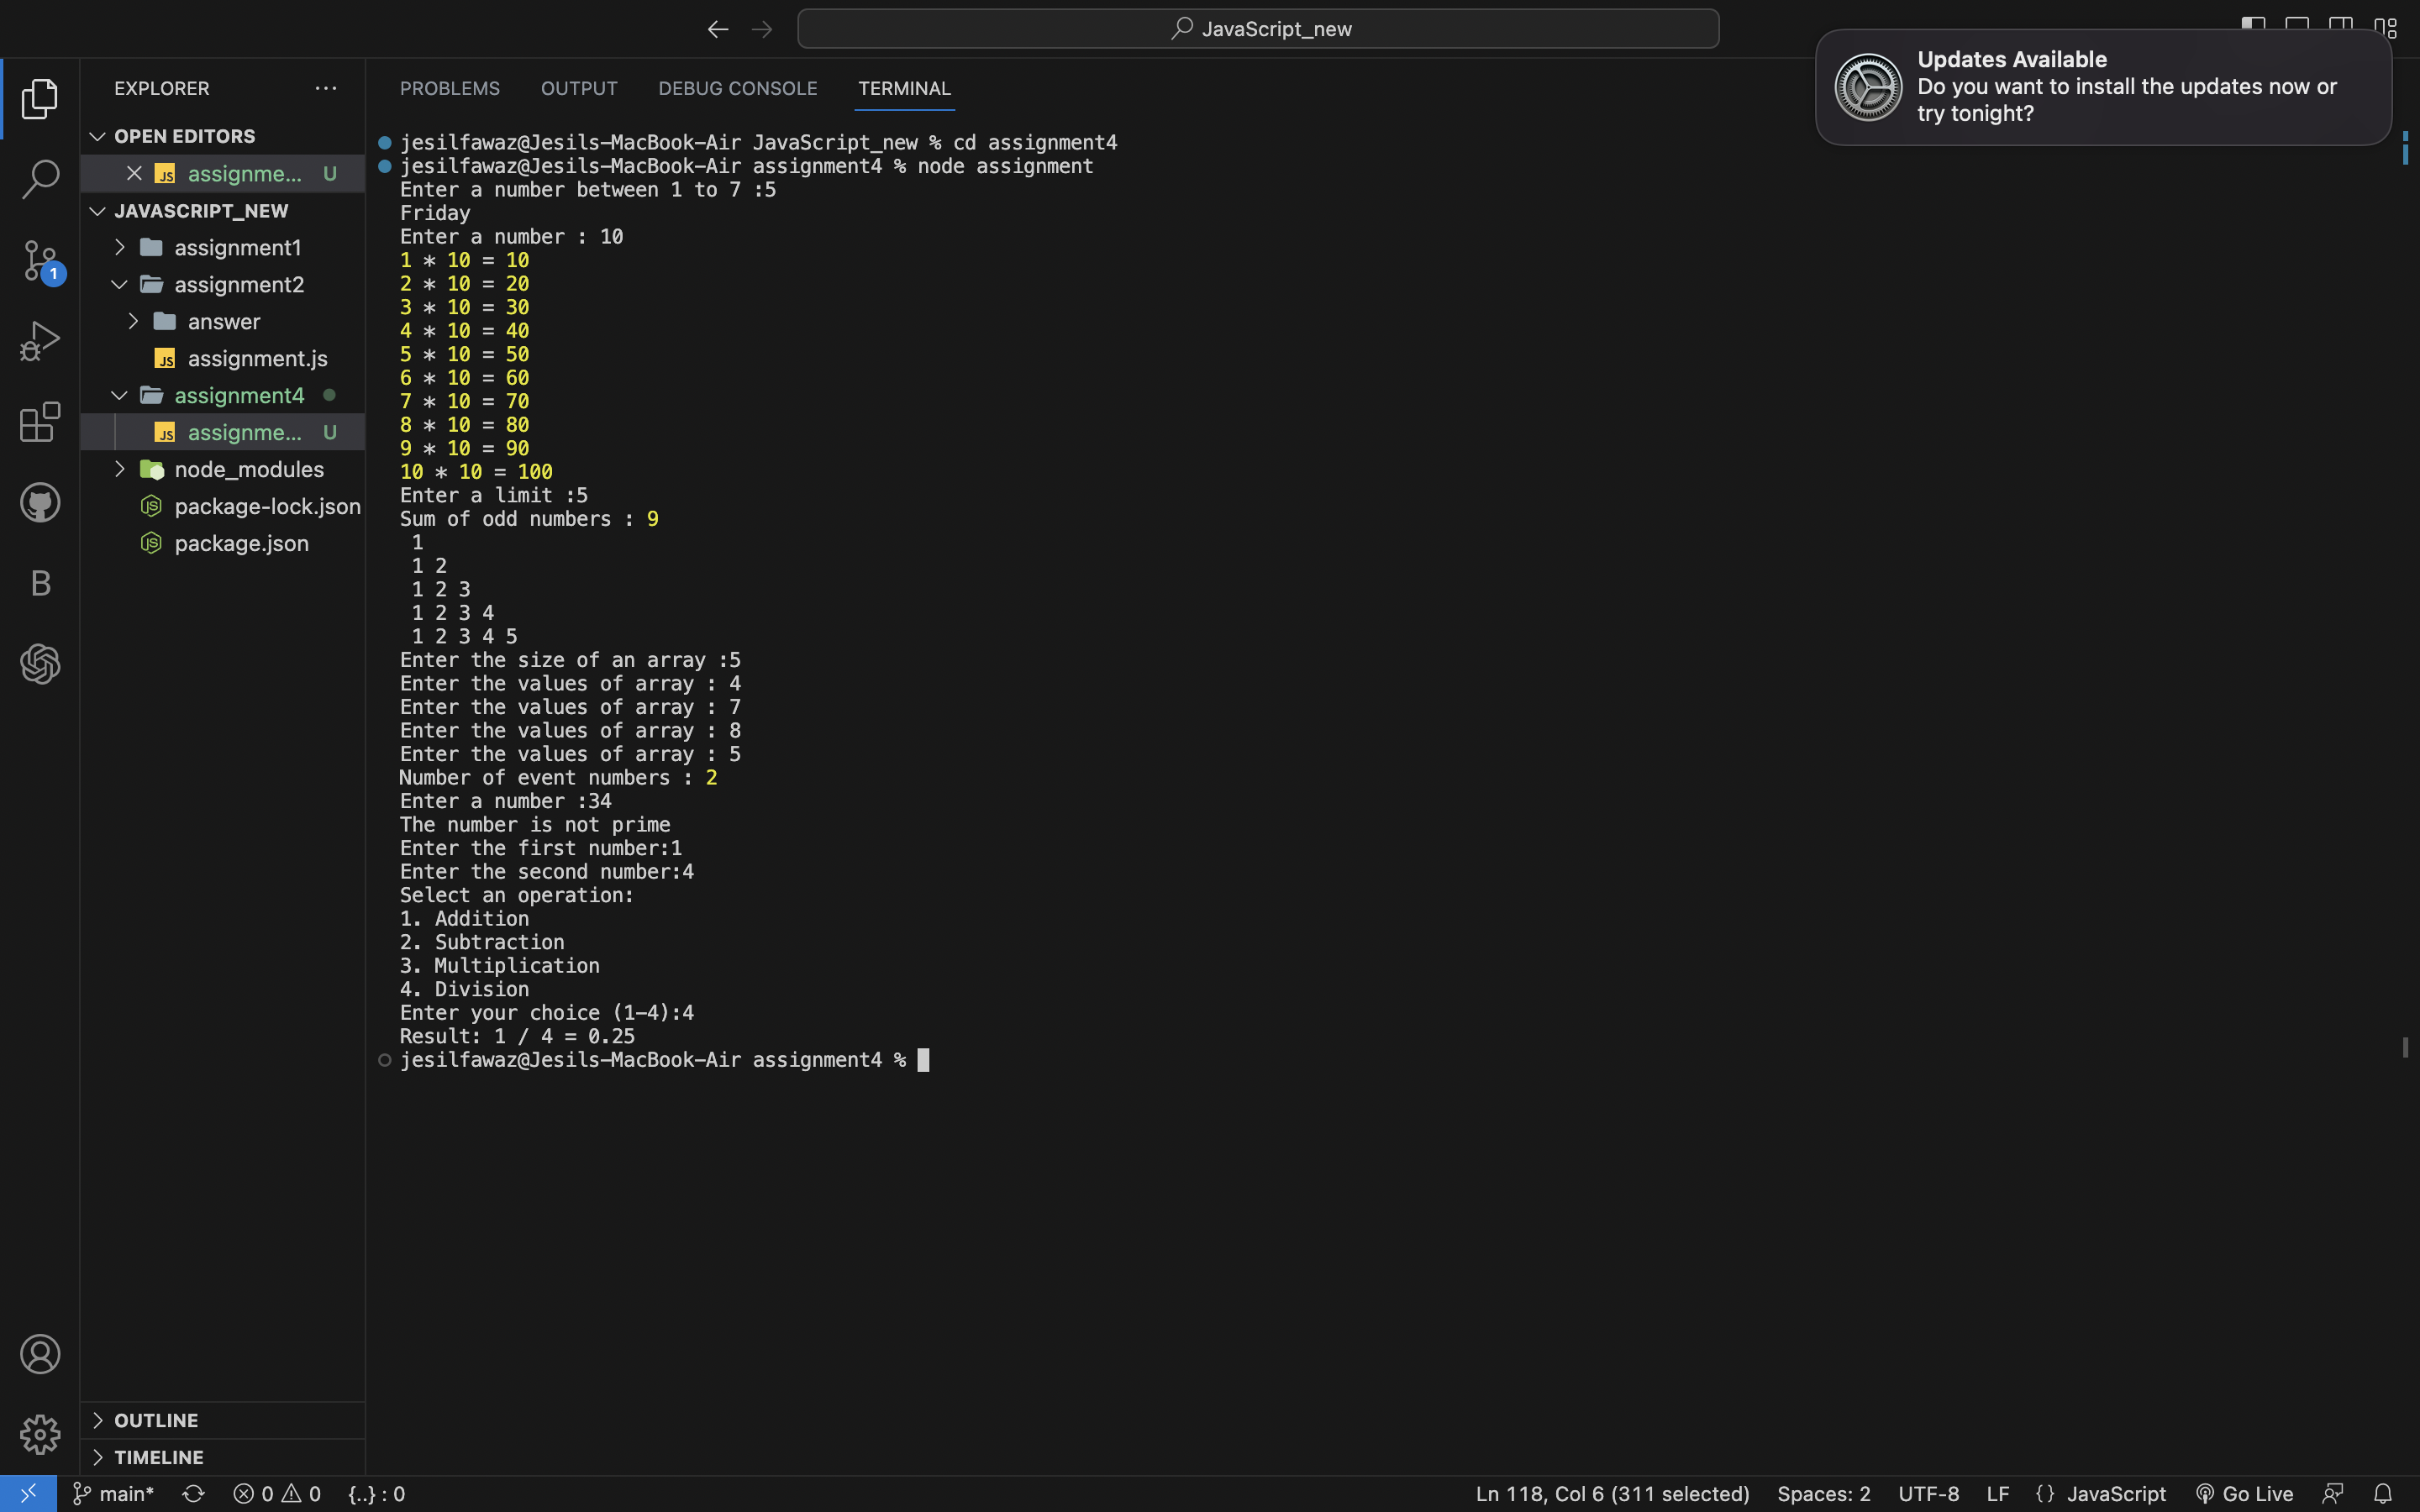 JavaScript_new
Updates Available
Do you want to install the updates now or
try tonight?
EXPLORER
PROBLEMS OUTPUT DEBUG CONSOLE TERMINAL
OPEN EDITORS
JS assignme... U
JAVASCRIPT_NEW
assignment1
assignment2
answer
JS assignment.js
assignment4
JS assignme... U
node_modules
package-lock.json
package.json
1
B
OUTLINE
TIMELINE
jesilfawaz@Jesils-MacBook-Air JavaScript_new % cd assignment4
jesilfawaz@Jesils-MacBook-Air assignment4 % node assignment
Enter a number between 1 to 7 :5
Friday
Enter a number : 10
1 * 10 = 10
2 * 10 = 20
3 * 10 = 30
4 * 10 = 40
5 * 10 = 50
6 * 10 = 60
7 * 10 = 70
8 * 10 = 80
9 * 10 = 90
10 * 10 = 100
Enter a limit :5
Sum of odd numbers : 9
1
1 2
1 2 3
1 2 3 4
1 2 3 4 5
Enter the size of an array :5
Enter the values of array : 4
Enter the values of array : 7
Enter the values of array : 8
Enter the values of array : 5
Number of event numbers : 2
Enter a number :34
The number is not prime
Enter the first number:1
Enter the second number:4
Select an operation:
1. Addition
2. Subtraction
3. Multiplication
4. Division
Enter your choice (1-4):4
Result: 1 / 4 = 0.25
jesilfawaz@Jesils-MacBook-Air assignment4 %
main* 0 0 {..} : 0 Ln 118, Col 6 (311 selected) Spaces: 2 UTF-8 LF {} JavaScript Go Live